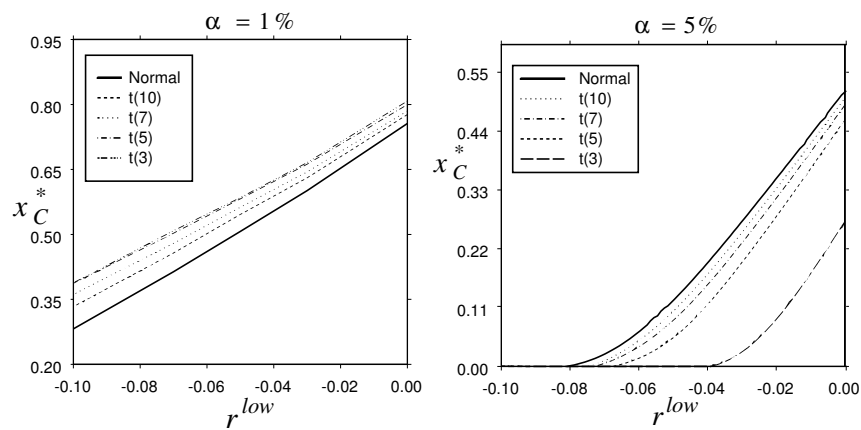 α = 1%
0.95
0.80
0.65
0.50
0.35
0.20
x*C
Normal
t(10)
t(7)
t(5)
t(3)
-0.10 -0.08 -0.06 -0.04 -0.02 0.00
r^low
α = 5%
0.55
0.44
0.33
0.22
0.11
0.00
x*C
Normal
t(10)
t(7)
t(5)
t(3)
-0.10 -0.08 -0.06 -0.04 -0.02 0.00
r^low